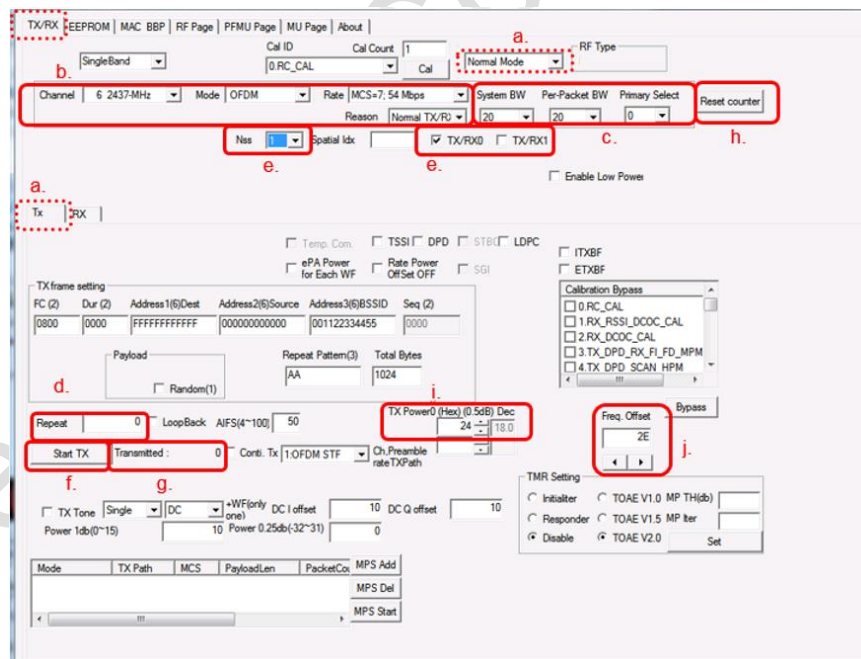 TX/RX EEPROM MAC BBP RF Page PFMU Page MU Page About
a.
Cal ID Cal Count 1 RF Type
SingleBand 0.RC_CAL Cal Normal Mode
b.
Channel 6 2437-MHz Mode OFDM Rate MCS=7; 54 Mbps System BW Per-Packet BW Primary Select Reset counter
Reason Normal TX/R 20 20 0
Nss 1 Spatial Idx TX/RX0 TX/RX1 c. h.
e. e.
Enable Low Power
a.
Tx RX
Temp. Com. TSSI DPD STBC LDPC
ITXBF
ePA Power for Each WF Rate Power OffSet OFF SGI
ETXBF
TX frame setting Calibration Bypass
FC (2) Dur (2) Address1(6)Dest Address2(6)Source Address3(6)BSSID Seq (2)
0800 0000 FFFFFFFFFFFF 000000000000 001122334455 0000
0.RC_CAL
1.RX_RSSI_DCOC_CAL
2.RX_DCOC_CAL
3.TX_DPD_RX_FI_FD_MPM
4.TX_DPD_SCAN_HPM
Payload Repeat Pattern(3) Total Bytes
Random(1) AA 1024
d. i.
TX Power0 (Hex) (0.5dB) Dec
Repeat 0 LoopBack AIFS(4~100) 50 24 18.0
Bypass
Freq. Offset
2E
j.
Start TX Transmitted : 0 Conti. Tx 1:OFDM STF Ch,Preamble
rateTXPath
f. g.
TMR Setting
Initialiter TOAE V1.0 MP TH(db)
Responder TOAE V1.5 MP Iter
Disable TOAE V2.0 Set
TX Tone Single DC +WF(only one) DC I offset 10 DC Q offset 10
Power 1db(0~15) 10 Power 0.25db(-32~31) 0
Mode TX Path MCS PayloadLen PacketCou MPS Add
MPS Del
MPS Start